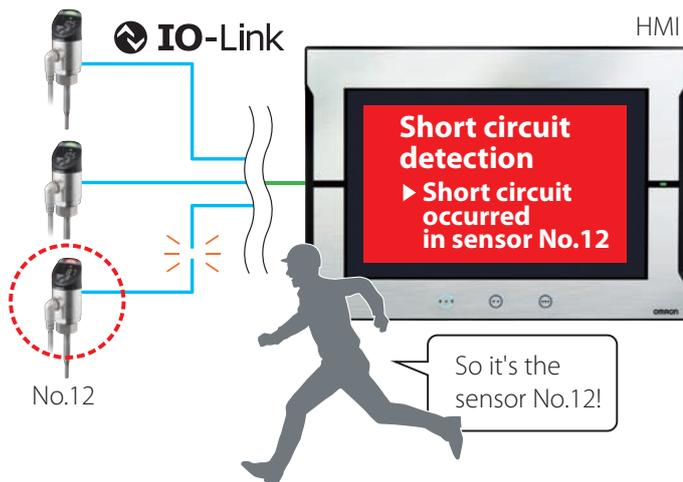 IO-Link
HMI
Short circuit
detection
▶ Short circuit
occurred
in sensor No.12
OMRON
No.12
So it's the
sensor No.12!